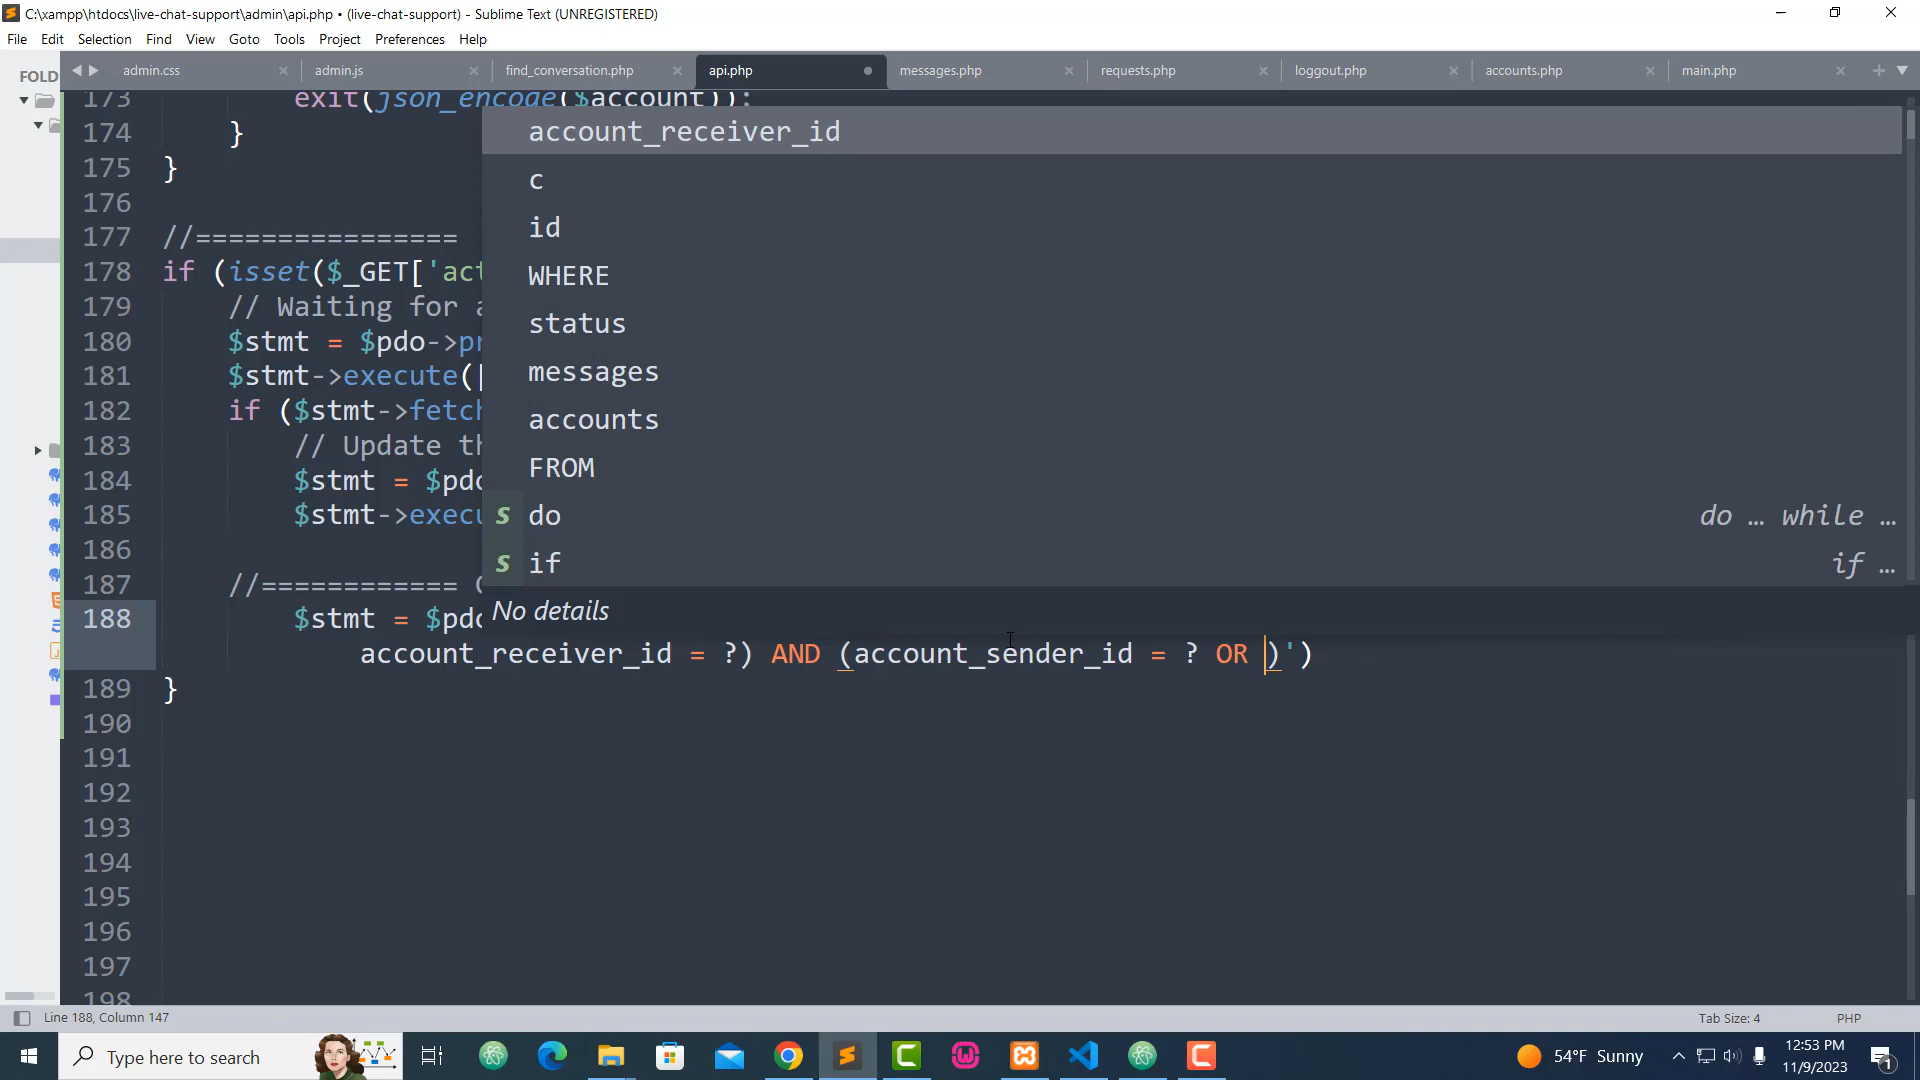 C:\xampp\htdocs\live-chat-support\admin\api.php • (live-chat-support) - Sublime Text (UNREGISTERED)
File Edit Selection Find View Goto Tools Project Preferences Help
FOLD
admin.css admin.js find_conversation.php api.php messages.php requests.php loggout.php accounts.php main.php
173 exit(json_encode($account));
174 }
175 }
176
177 //================
178 if (isset($_GET['act
179 // Waiting for a
180 $stmt = $pdo->pr
181 $stmt->execute(
182 if ($stmt->fetch
183 // Update th
184 $stmt = $pdo
185 $stmt->execu
186
187 //============
188 $stmt = $pdo
account_receiver_id = ?) AND (account_sender_id = ? OR )')
189 }
190
191
192
193
194
195
196
197
198
account_receiver_id
c
id
WHERE
status
messages
accounts
FROM
s do do … while …
s if if …
No details
Line 188, Column 147 Tab Size: 4 PHP
Type here to search
54°F Sunny
12:53 PM
11/9/2023
1